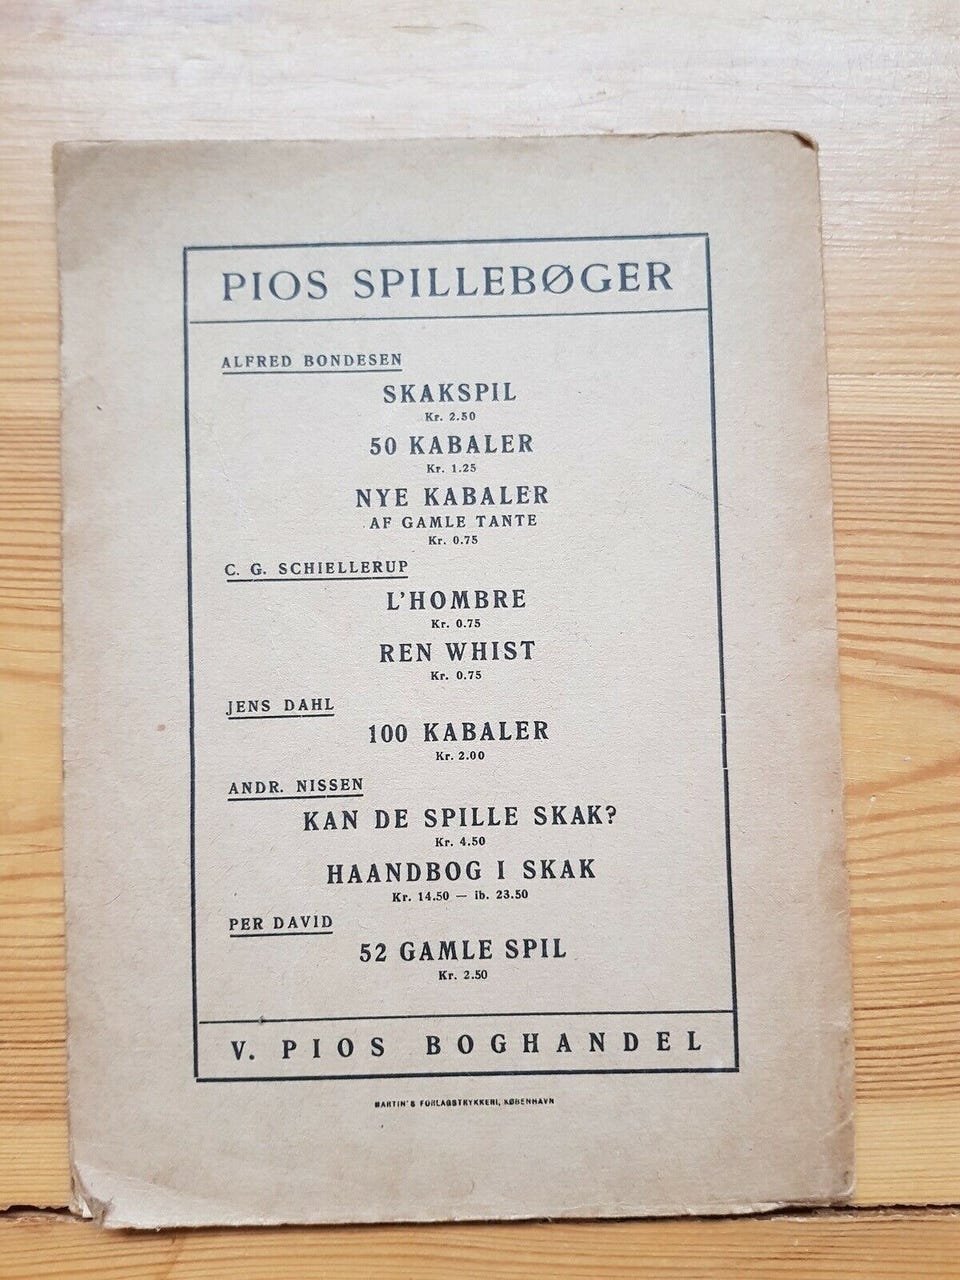 PIOS SPILLEBØGER
ALFRED BONDESEN
SKAKSPIL
Kr. 2.50
50 KABALER
Kr. 1.25
NYE KABALER
AF GAMLE TANTE
Kr. 0.75
C. G. SCHIELLERUP
L'HOMBRE
Kr. 0.75
REN WHIST
Kr. 0.75
JENS DAHL
100 KABALER
Kr. 2.00
ANDR. NISSEN
KAN DE SPILLE SKAK?
Kr. 4.50
HAANDBOG I SKAK
Kr. 14.50 — ib. 23.50
PER DAVID
52 GAMLE SPIL
Kr. 2.50
V. PIOS BOGHANDEL
MARTIN'S FORLAGSTRYKKERI, KØBENHAVN